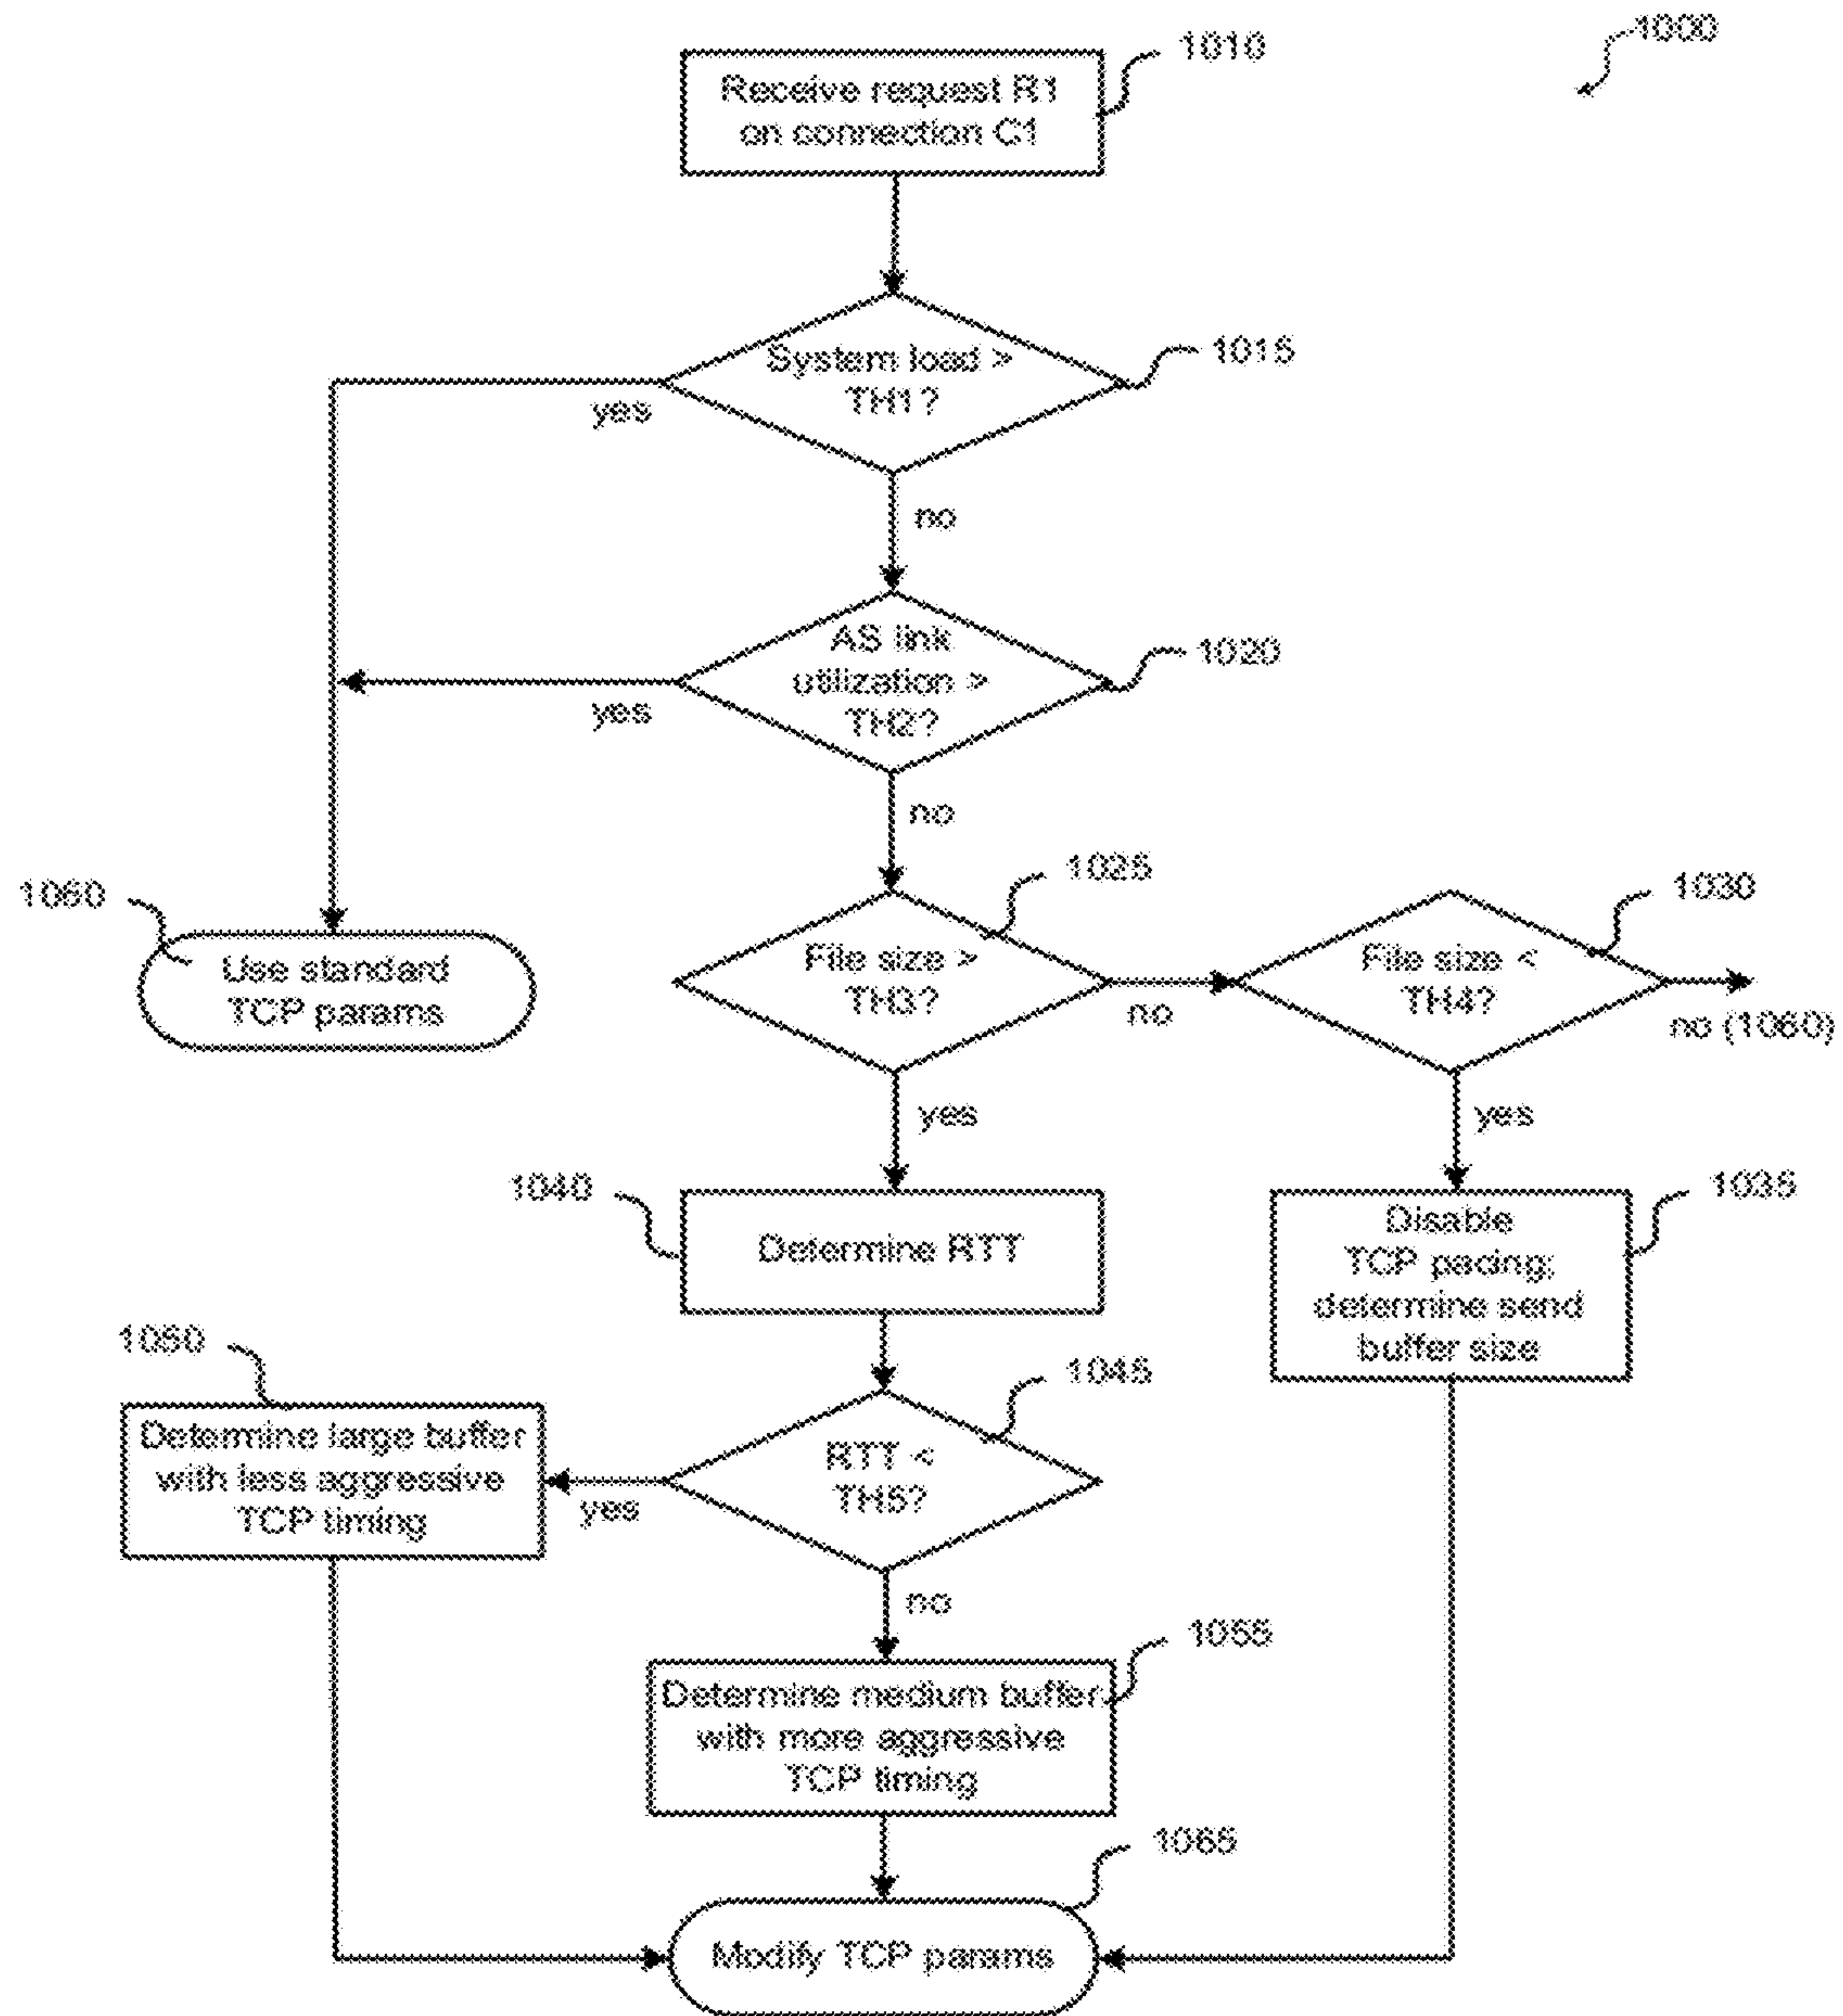 1000
1010
Receive request R1
on connection C1
1015
System load >
TH1?
yes
no
1020
AS link
utilization >
TH2?
yes
no
1025
1030
1060
Use standard
TCP params
File size >
TH3?
no
File size <
TH4?
no (1060)
yes
yes
1040
1035
Determine RTT
Disable
TCP pacing;
determine send
buffer size
1050
1045
Determine large buffer
with less aggressive
TCP timing
yes
RTT <
TH5?
no
1055
Determine medium buffer
with more aggressive
TCP timing
1065
Modify TCP params